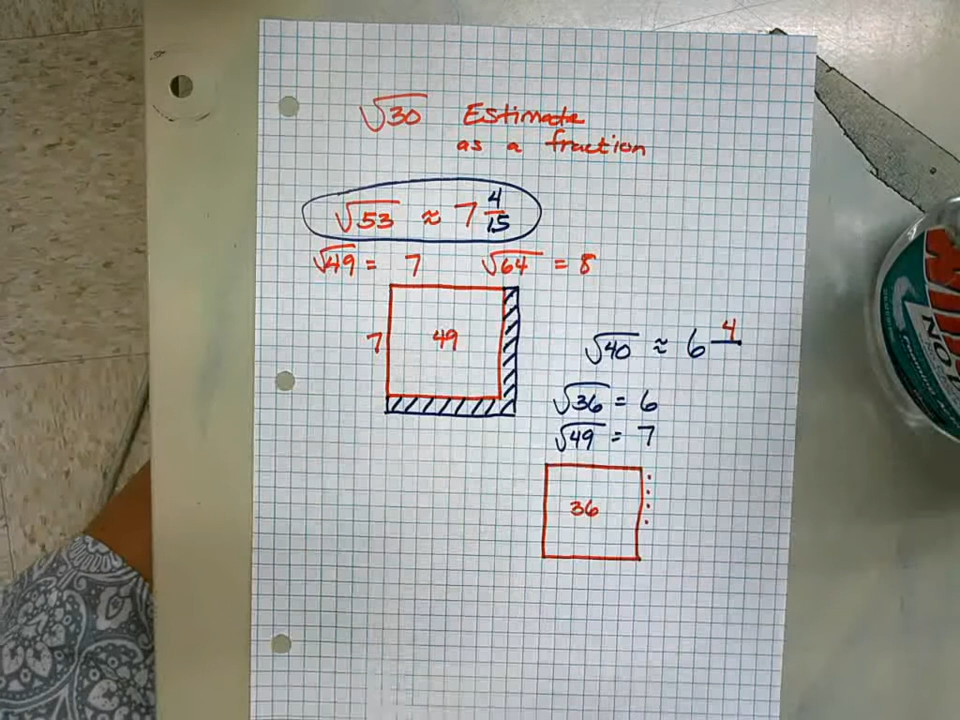 √30 Estimate
as a fraction
√53 ≈ 7 4/15
√49 = 7 √64 = 8
7 49
√40 ≈ 6 4/
√36 = 6
√49 = 7
36